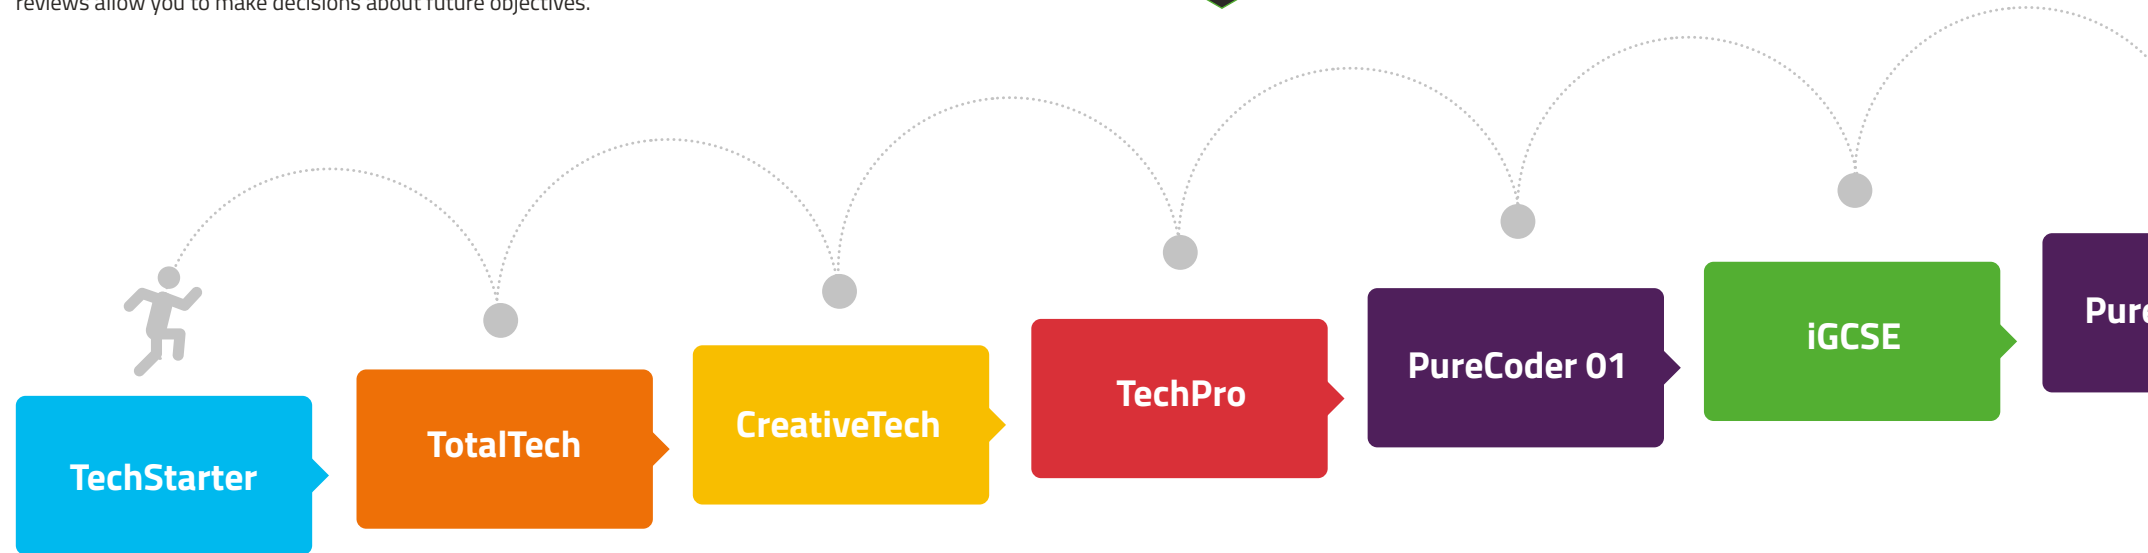 reviews allow you to make decisions about future objectives.
TechStarter
TotalTech
CreativeTech
TechPro
PureCoder 01
iGCSE